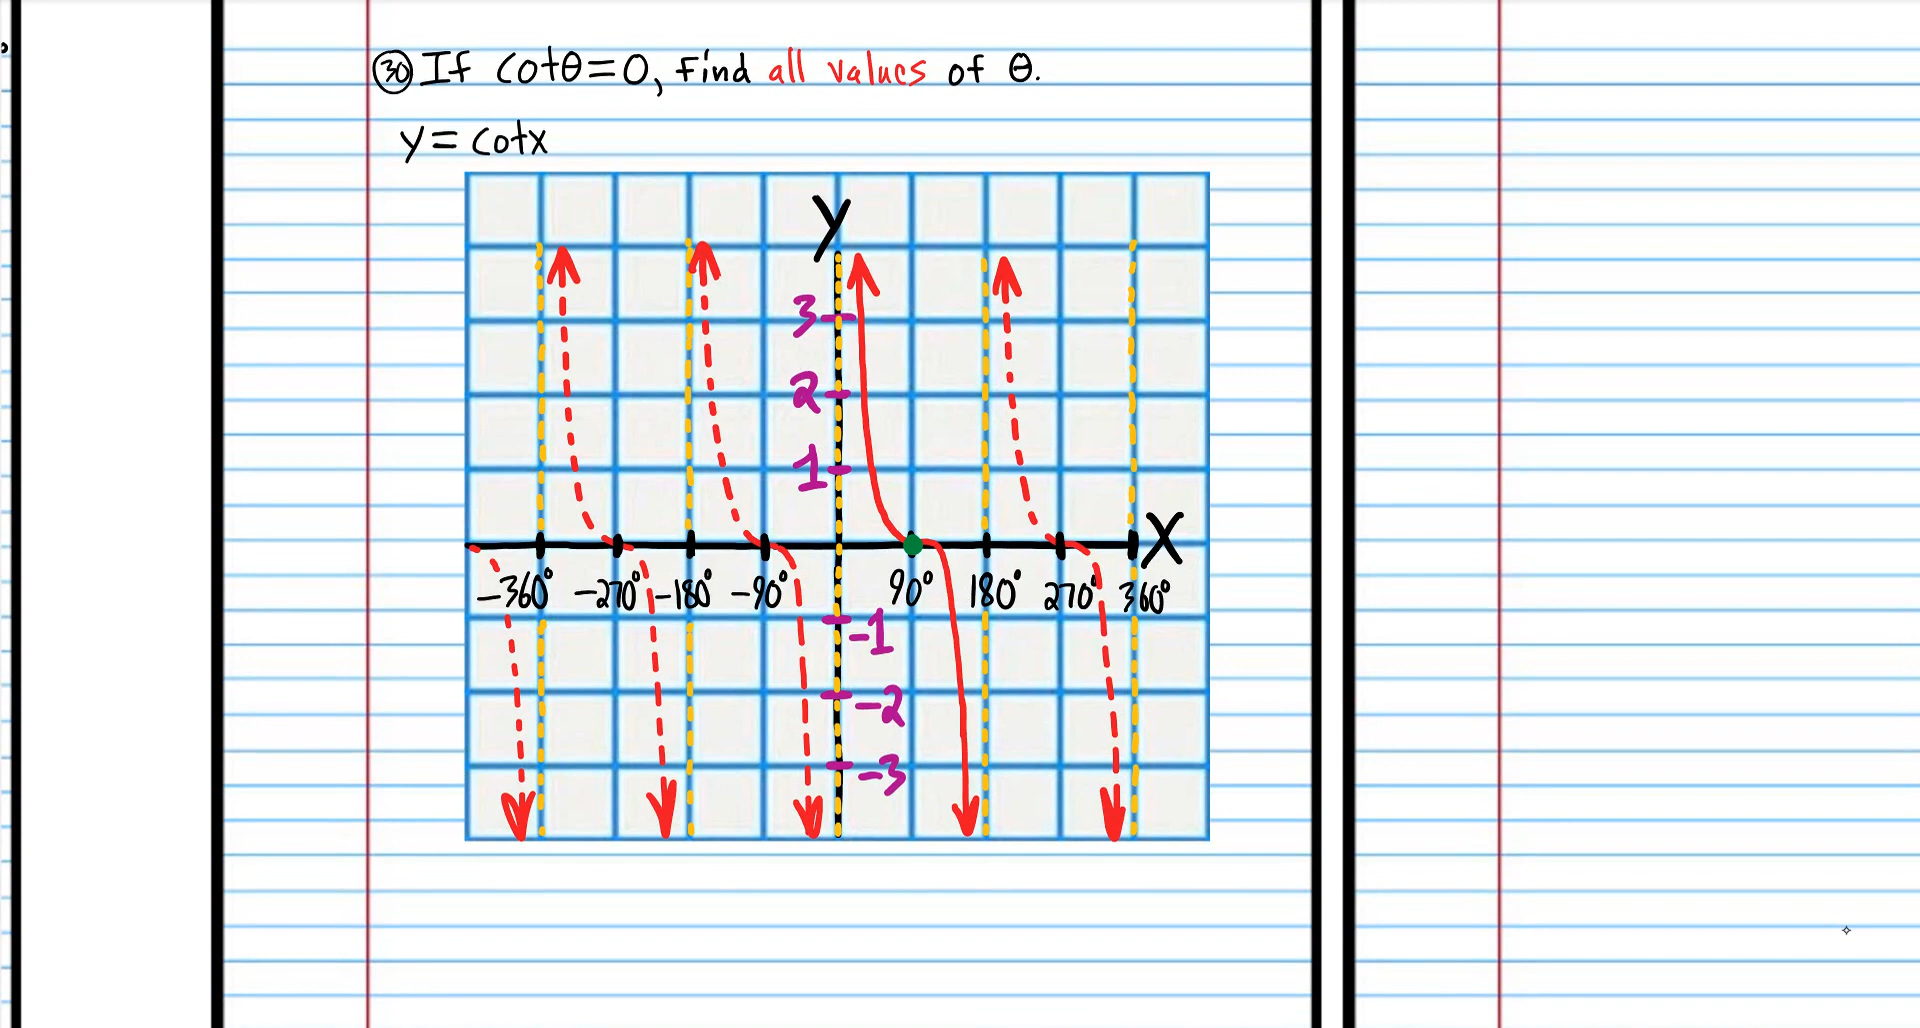 30 If cotθ=0, Find all values of θ.
y = cotx
y
3
2
1
x
-360° -270° -180° -90° 90° 180° 270° 360°
-1
-2
-3